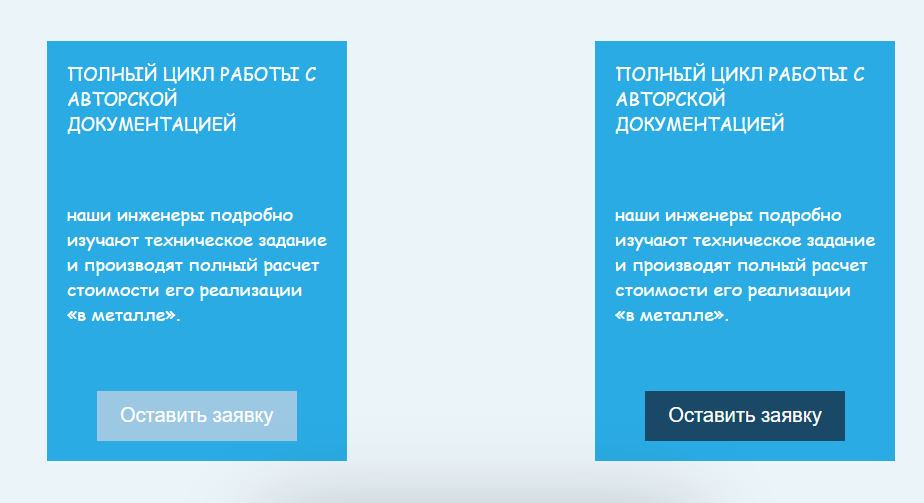 ПОЛНЫЙ ЦИКЛ РАБОТЫ С
АВТОРСКОЙ
ДОКУМЕНТАЦИЕЙ
наши инженеры подробно
изучают техническое задание
и производят полный расчет
стоимости его реализации
«в металле».
Оставить заявку
ПОЛНЫЙ ЦИКЛ РАБОТЫ С
АВТОРСКОЙ
ДОКУМЕНТАЦИЕЙ
наши инженеры подробно
изучают техническое задание
и производят полный расчет
стоимости его реализации
«в металле».
Оставить заявку